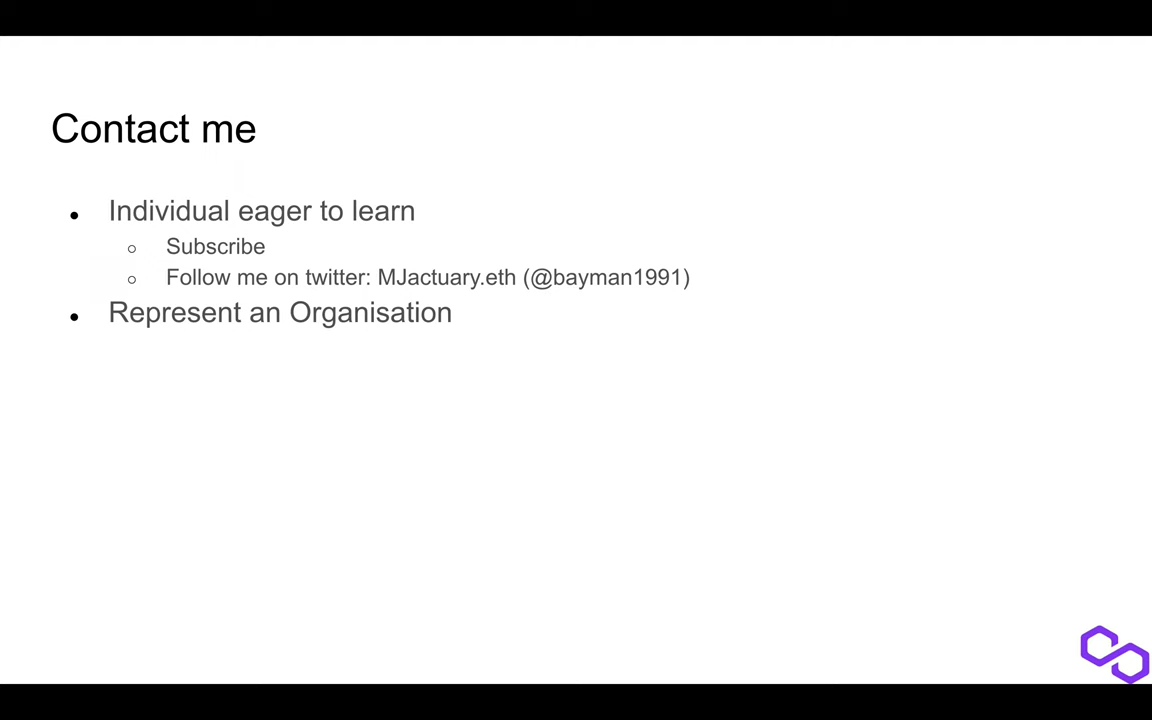 Contact me
● Individual eager to learn
○ Subscribe
○ Follow me on twitter: MJactuary.eth (@bayman1991)
● Represent an Organisation